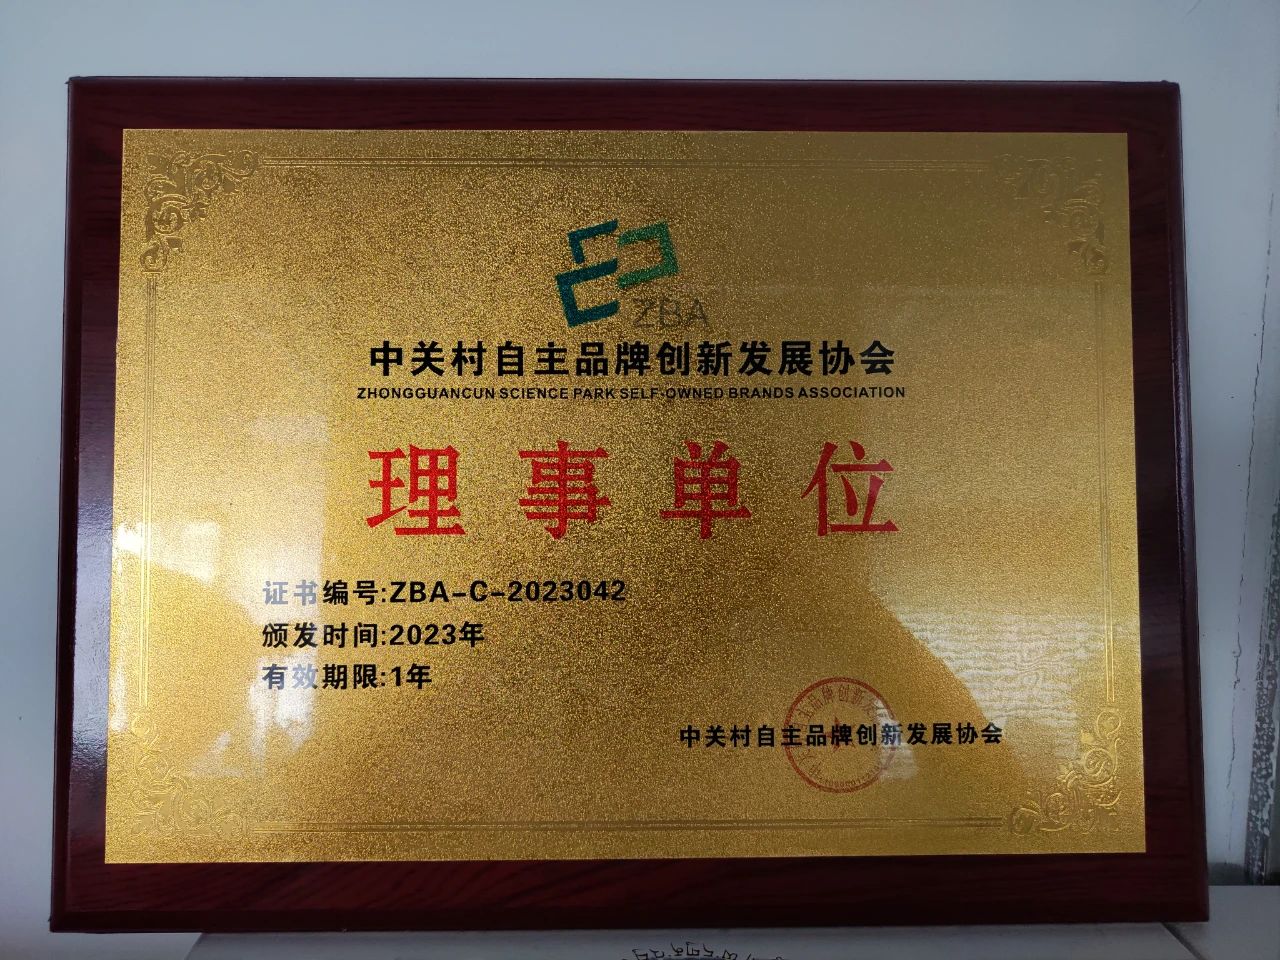 ZBA
中关村自主品牌创新发展协会
ZHONGGUANCUN SCIENCE PARK SELF-OWNED BRANDS ASSOCIATION
理事单位
证书编号:ZBA-C-2023042
颁发时间:2023年
有效期限:1年
中关村自主品牌创新发展协会